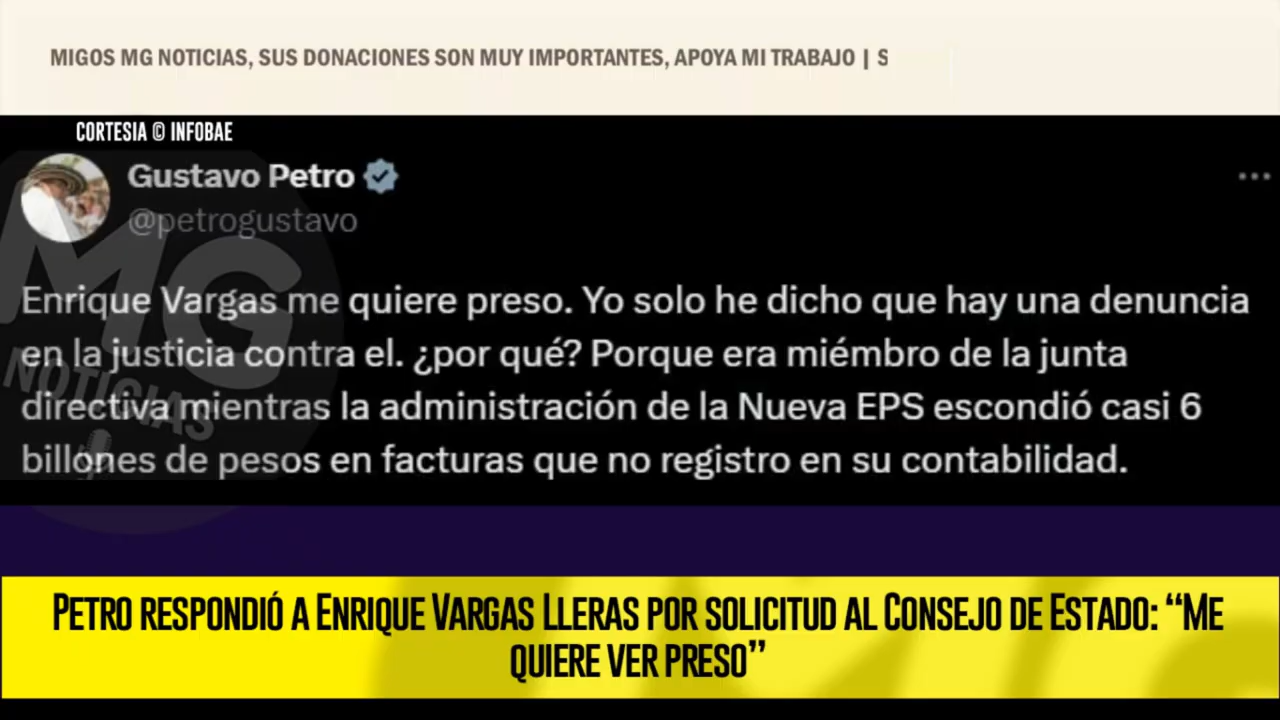 MIGOS MG NOTICIAS, SUS DONACIONES SON MUY IMPORTANTES, APOYA MI TRABAJO | S
CORTESIA © INFOBAE
Gustavo Petro
@petrogustavo
Enrique Vargas me quiere preso. Yo solo he dicho que hay una denuncia
en la justicia contra el. ¿por qué? Porque era miémbro de la junta
directiva mientras la administración de la Nueva EPS escondió casi 6
billones de pesos en facturas que no registro en su contabilidad.
MG
NOTICIAS
PETRO RESPONDIÓ A ENRIQUE VARGAS LLERAS POR SOLICITUD AL CONSEJO DE ESTADO: “ME
QUIERE VER PRESO”